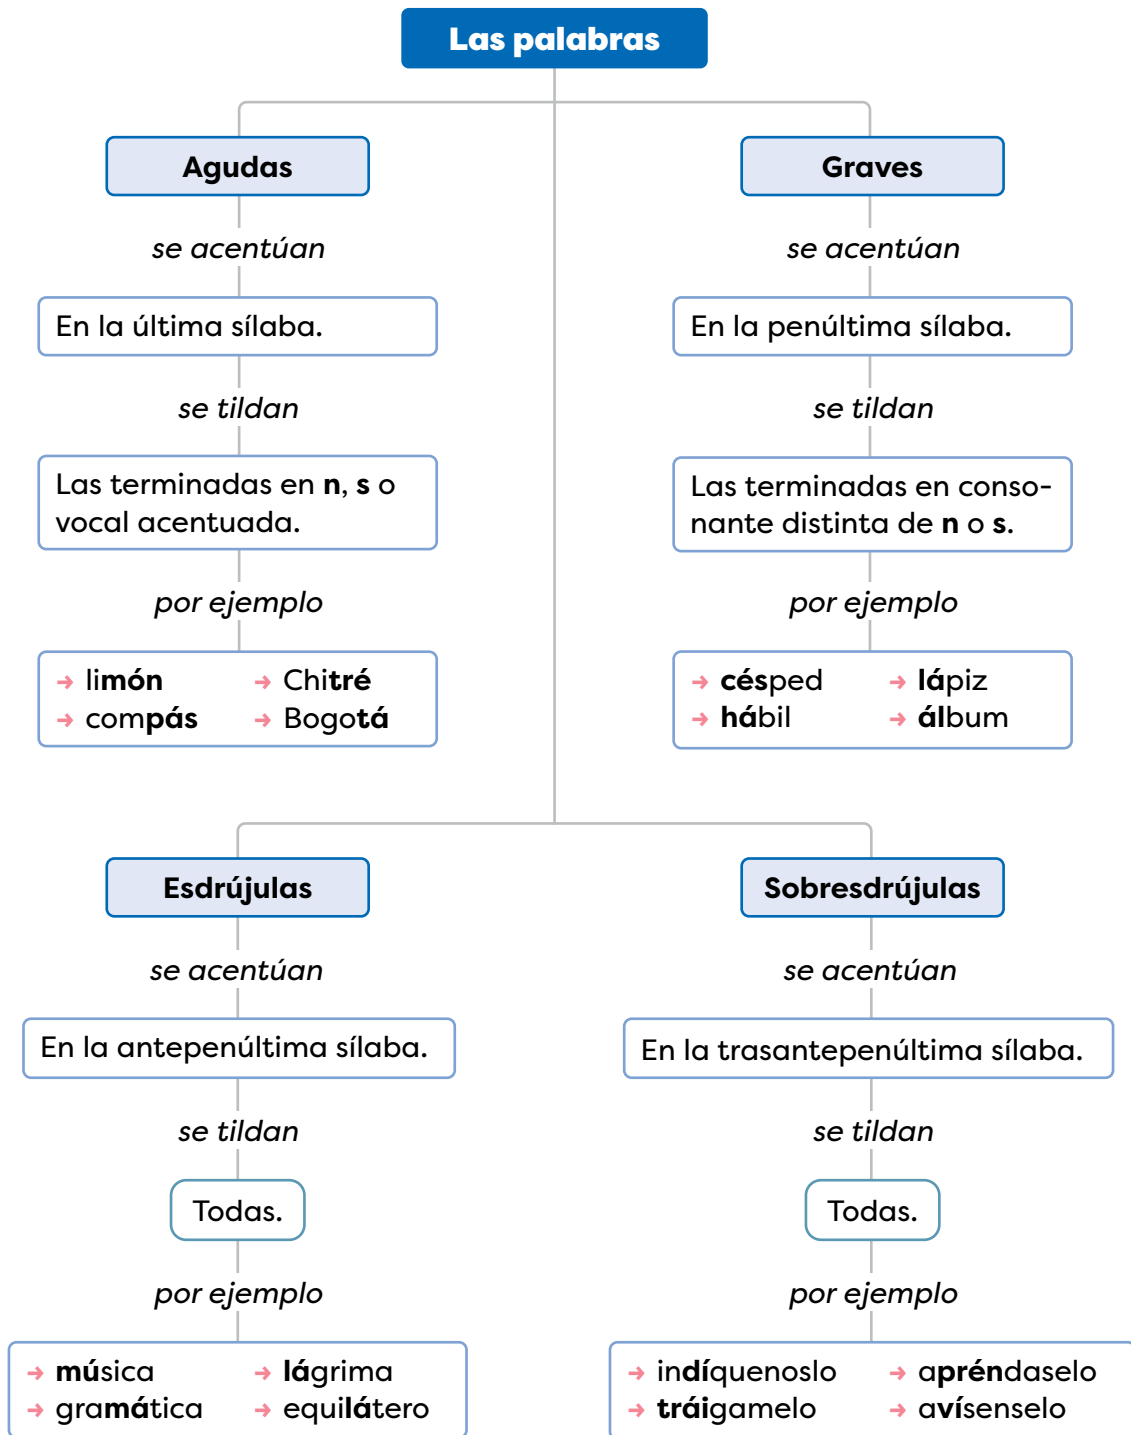 Las palabras
Agudas
se acentúan
En la última sílaba.
se tildan
Las terminadas en n, s o
vocal acentuada.
por ejemplo
→ limón → Chitré
→ compás → Bogotá
Graves
se acentúan
En la penúltima sílaba.
se tildan
Las terminadas en conso-
nante distinta de n o s.
por ejemplo
→ césped → lápiz
→ hábil → álbum
Esdrújulas
se acentúan
En la antepenúltima sílaba.
se tildan
Todas.
por ejemplo
→ música → lágrima
→ gramática → equilátero
Sobresdrújulas
se acentúan
En la trasantepenúltima sílaba.
se tildan
Todas.
por ejemplo
→ indíquenoslo → apréndaselo
→ tráigamelo → avísenselo